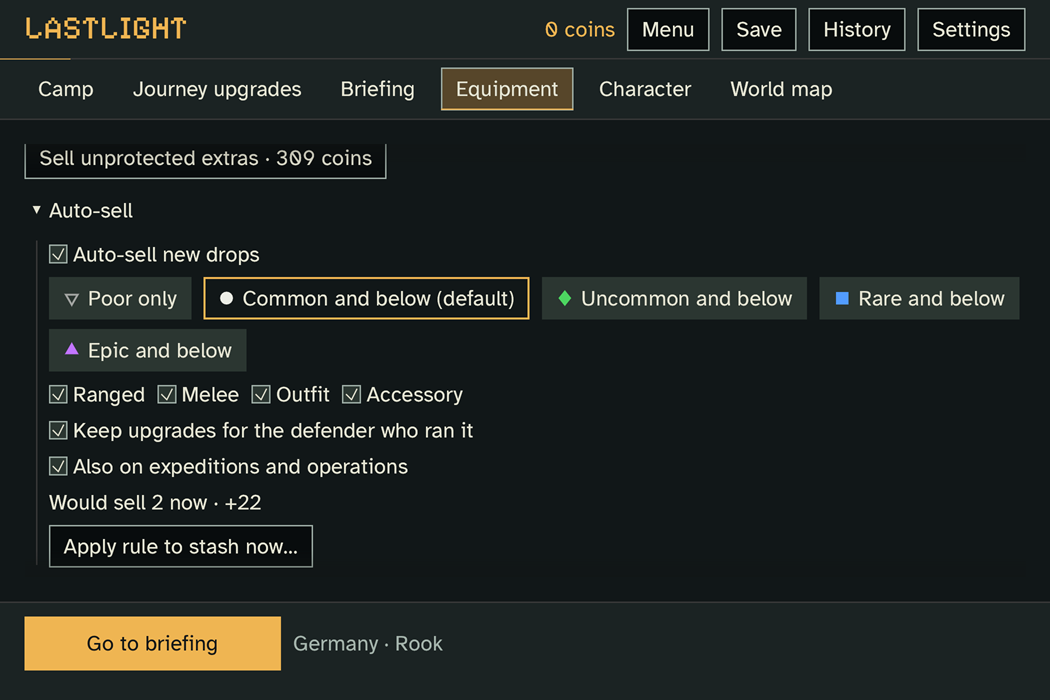 LASTLIGHT
0 coins Menu Save History Settings
Camp Journey upgrades Briefing Equipment Character World map
Sell unprotected extras · 309 coins
Auto-sell
Auto-sell new drops
Poor only Common and below (default) Uncommon and below Rare and below
Epic and below
Ranged Melee Outfit Accessory
Keep upgrades for the defender who ran it
Also on expeditions and operations
Would sell 2 now · +22
Apply rule to stash now...
Go to briefing Germany · Rook